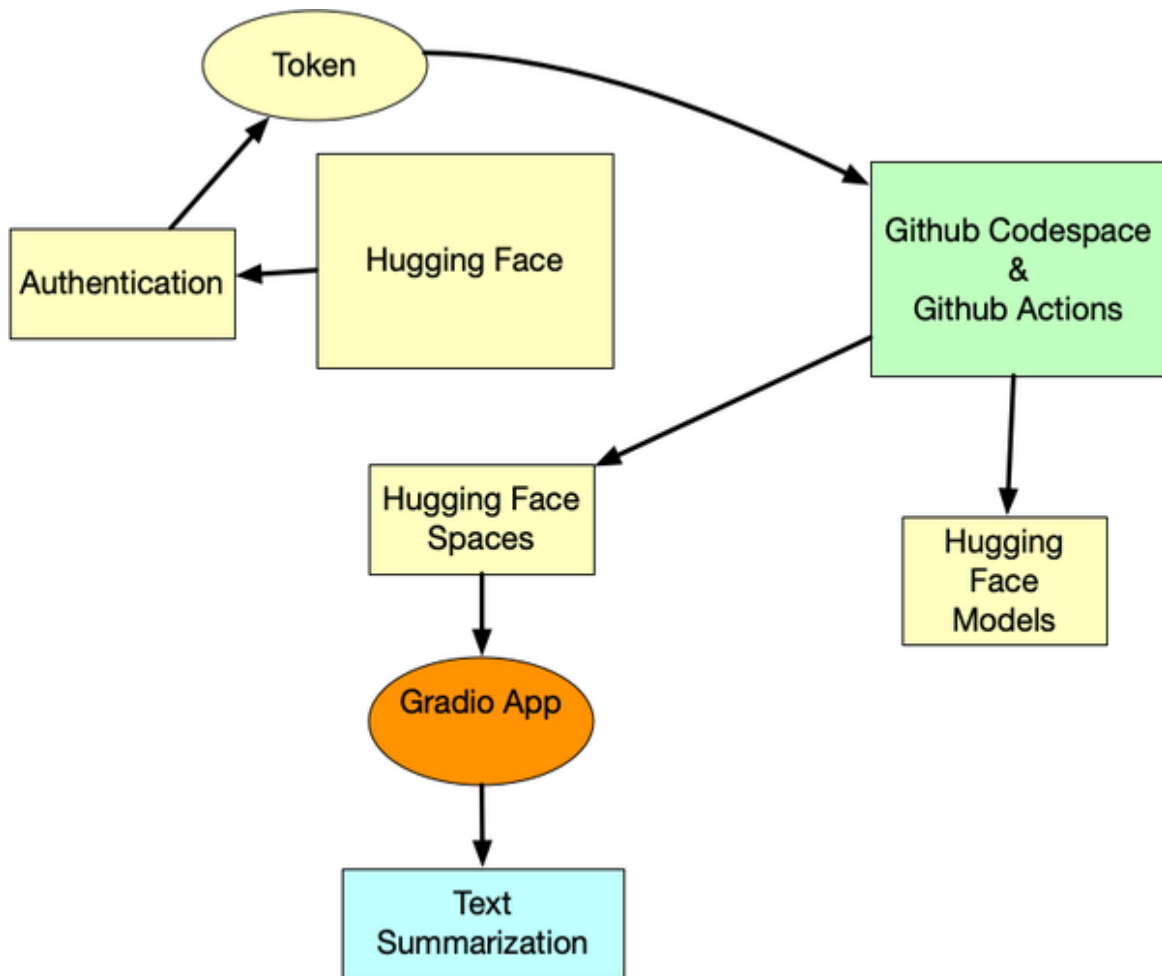 Token
Hugging Face
Authentication
Github Codespace
&
Github Actions
Hugging Face
Spaces
Hugging
Face
Models
Gradio App
Text
Summarization